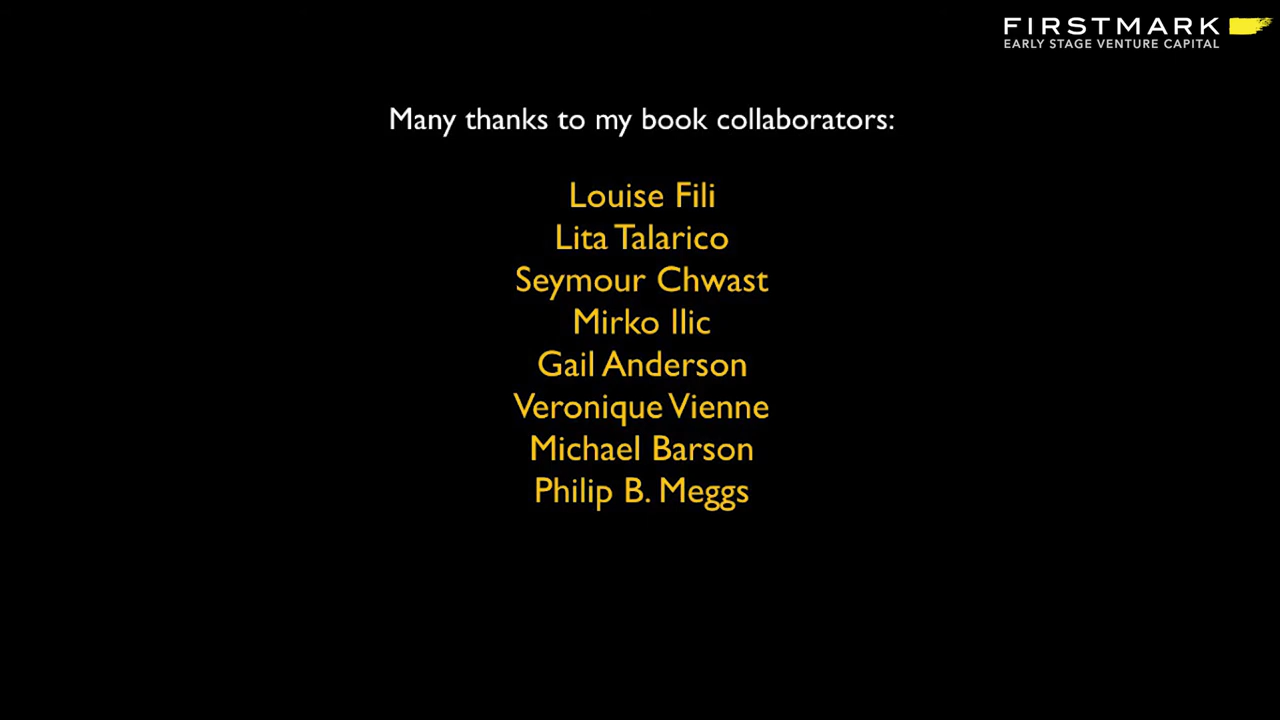 FIRSTMARK
EARLY STAGE VENTURE CAPITAL
Many thanks to my book collaborators:
Louise Fili
Lita Talarico
Seymour Chwast
Mirko Ilic
Gail Anderson
Veronique Vienne
Michael Barson
Philip B. Meggs